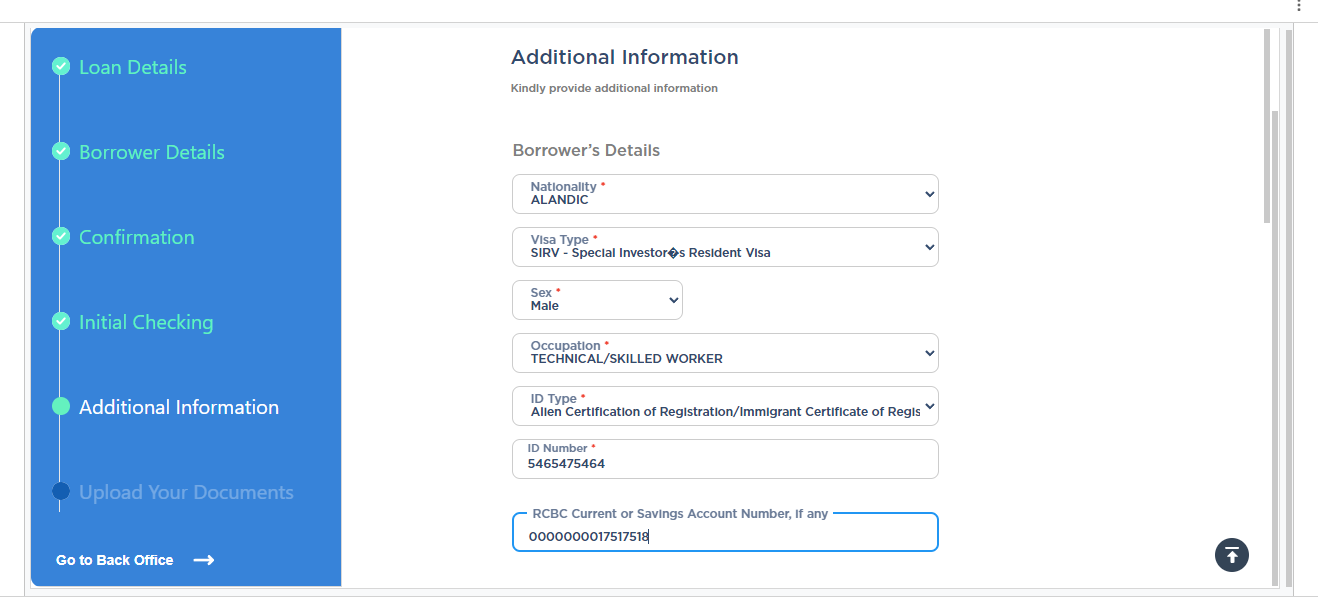 Loan Details
Borrower Details
Confirmation
Initial Checking
Additional Information
Upload Your Documents
Go to Back Office
Additional Information
Kindly provide additional information
Borrower's Details
Nationality *
ALANDIC
Visa Type *
SIRV - Special Investor�s Resident Visa
Sex *
Male
Occupation *
TECHNICAL/SKILLED WORKER
ID Type *
Alien Certification of Registration/Immigrant Certificate of Regis
ID Number *
5465475464
RCBC Current or Savings Account Number, if any
0000000017517518